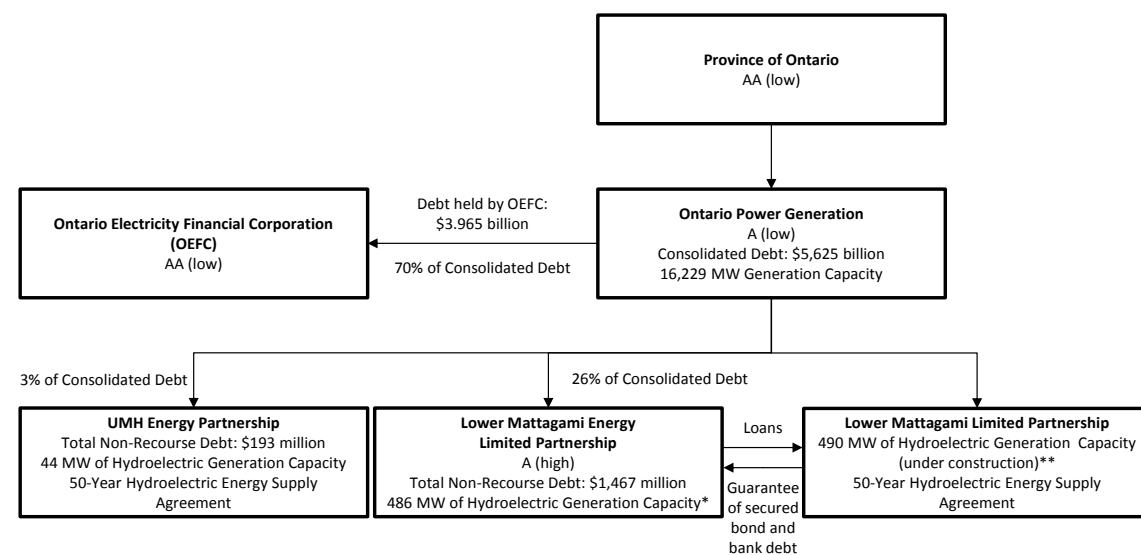 Province of Ontario
AA (low)
Ontario Electricity Financial Corporation
(OEFC)
AA (low)
Debt held by OEFC:
$3.965 billion
70% of Consolidated Debt
Ontario Power Generation
A (low)
Consolidated Debt: $5,625 billion
16,229 MW Generation Capacity
3% of Consolidated Debt
26% of Consolidated Debt
UMH Energy Partnership
Total Non-Recourse Debt: $193 million
44 MW of Hydroelectric Generation Capacity
50-Year Hydroelectric Energy Supply
Agreement
Lower Mattagami Energy
Limited Partnership
A (high)
Total Non-Recourse Debt: $1,467 million
486 MW of Hydroelectric Generation Capacity*
Loans
Guarantee
of secured
bond and
bank debt
Lower Mattagami Limited Partnership
490 MW of Hydroelectric Generation Capacity
(under construction)**
50-Year Hydroelectric Energy Supply
Agreement